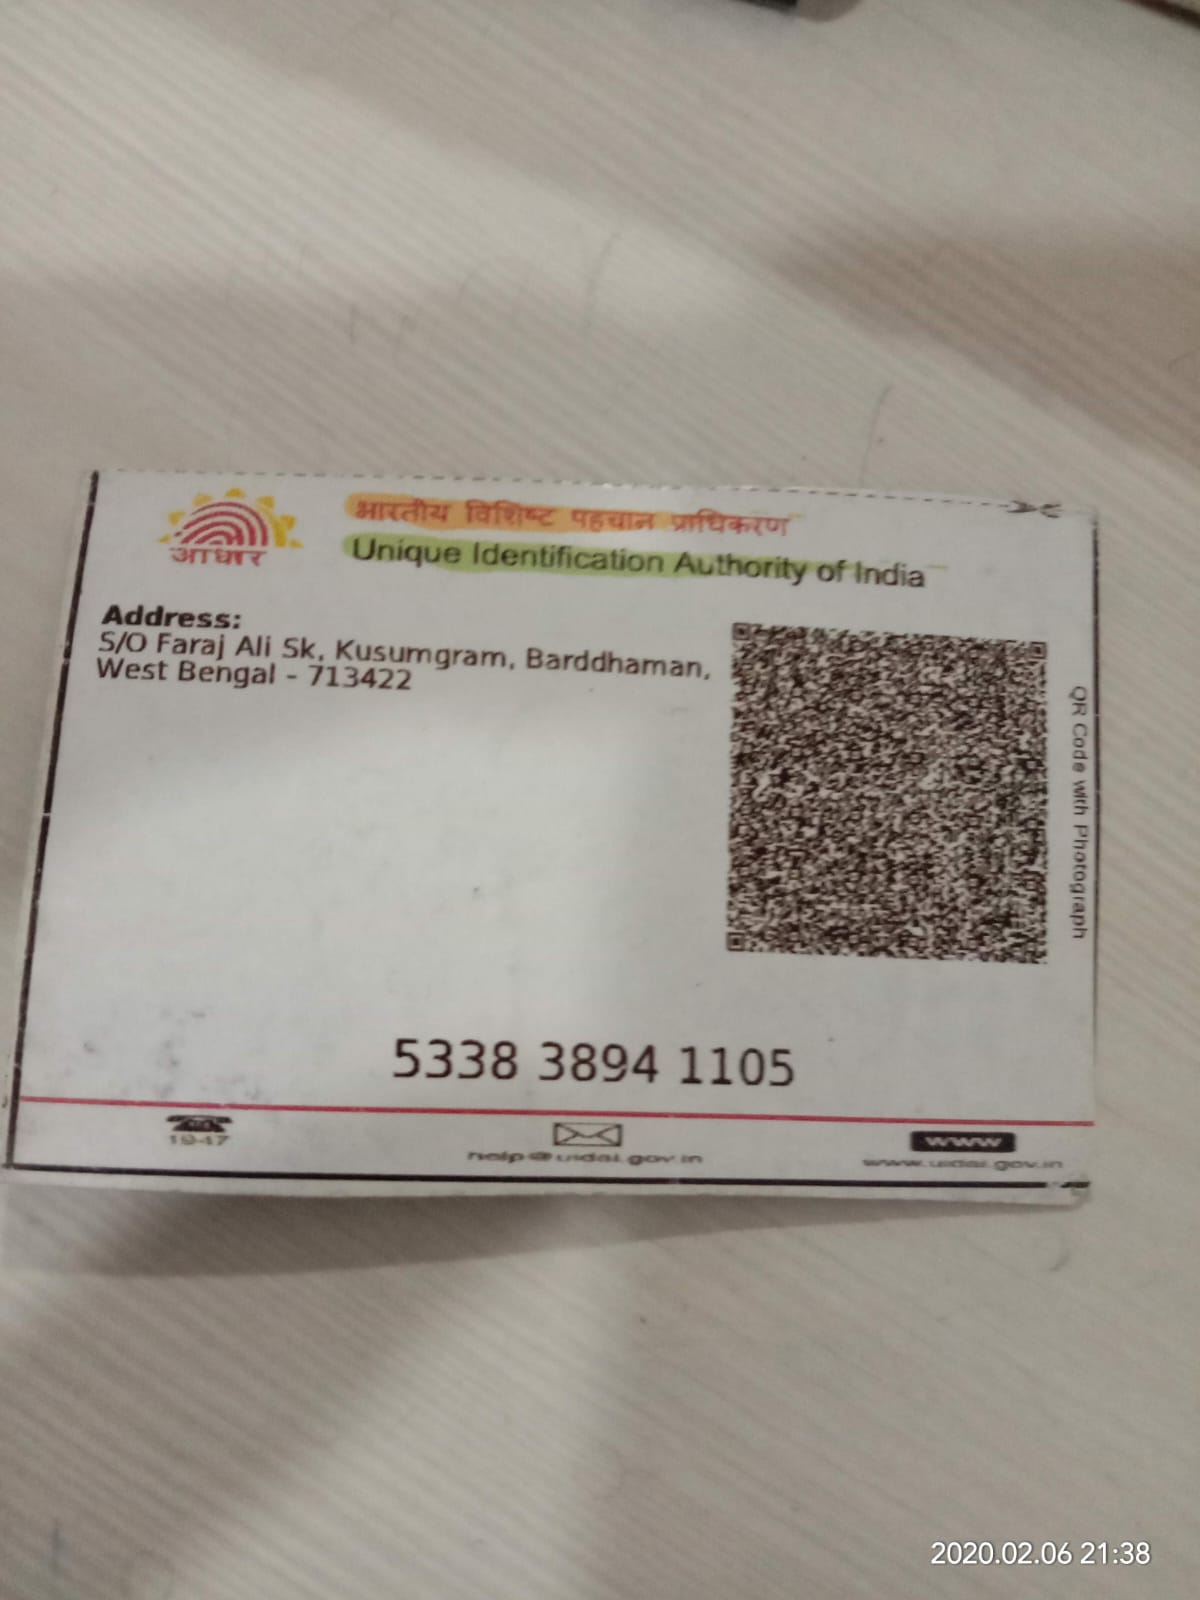 आधार
भारतीय विशिष्ट पहचान प्राधिकरण
Unique Identification Authority of India
Address:
S/O Faraj Ali Sk, Kusumgram, Barddhaman,
West Bengal - 713422
QR Code with Photograph
5338 3894 1105
1947
help@uidai.gov.in
www
www.uidai.gov.in
2020.02.06 21:38